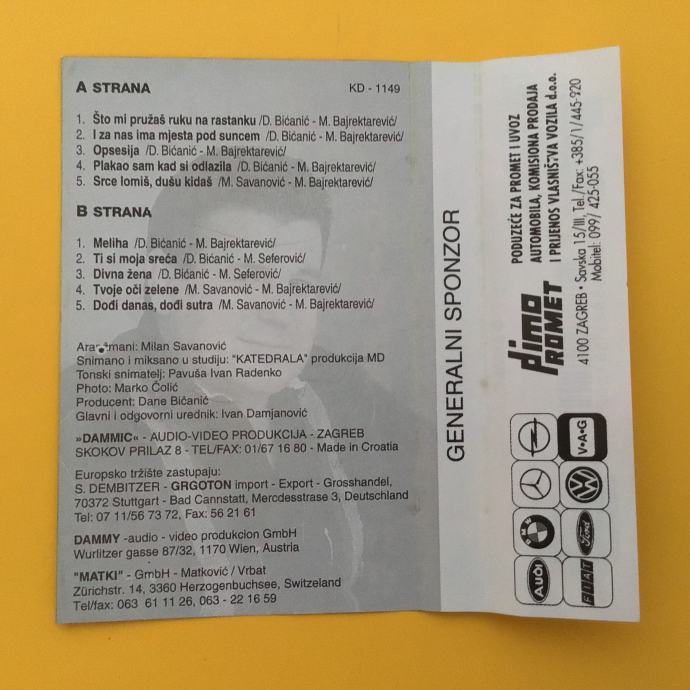 A STRANA KD - 1149
1. Što mi pružaš ruku na rastanku /D. Bićanić - M. Bajrektarević/
2. I za nas ima mjesta pod suncem /D. Bićanić - M. Bajrektarević/
3. Opsesija /D. Bićanić - M. Bajrektarević/
4. Plakao sam kad si odlazila /D. Bićanić - M. Bajrektarević/
5. Srce lomiš, dušu kidaš /M. Savanović - M. Bajrektarević/
B STRANA
1. Meliha /D. Bićanić - M. Bajrektarević/
2. Ti si moja sreća /D. Bićanić - M. Seferović/
3. Divna žena /D. Bićanić - M. Seferović/
4. Tvoje oči zelene /M. Savanović - M. Bajrektarević/
5. Dođi danas, dođi sutra /M. Savanović - M. Bajrektarević/
Aranžmani: Milan Savanović
Snimano i miksano u studiju: "KATEDRALA" produkcija MD
Tonski snimatelj: Pavuša Ivan Radenko
Photo: Marko Čolić
Producent: Dane Bićanić
Glavni i odgovorni urednik: Ivan Damjanović
»DAMMIC« - AUDIO-VIDEO PRODUKCIJA - ZAGREB
SKOKOV PRILAZ 8 - TEL/FAX: 01/67 16 80 - Made in Croatia
Europsko tržište zastupaju:
S. DEMBITZER - GRGOTON import - Export - Grosshandel,
70372 Stuttgart - Bad Cannstatt, Mercdesstrase 3, Deutschland
Tel: 07 11/56 73 72, Fax: 56 21 61
DAMMY -audio - video produkcion GmbH
Wurlitzer gasse 87/32, 1170 Wien, Austria
"MATKI" - GmbH - Matković / Vrbat
Zürichstr. 14, 3360 Herzogenbuchsee, Switzeland
Tel/fax: 063 61 11 26, 063 - 22 16 59
GENERALNI SPONZOR
PODUZEĆE ZA PROMET I UVOZ
AUTOMOBILA, KOMISIONA PRODAJA
I PRIJENOS VLASNIŠTVA VOZILA d.o.o.
dimo
PROMET
4100 ZAGREB • Savska 15/III, Tel./Fax: +385/1/445-920
Mobitel: 099/ 425-055
V•A•G
BMW
Ford
AUDI
FIAT